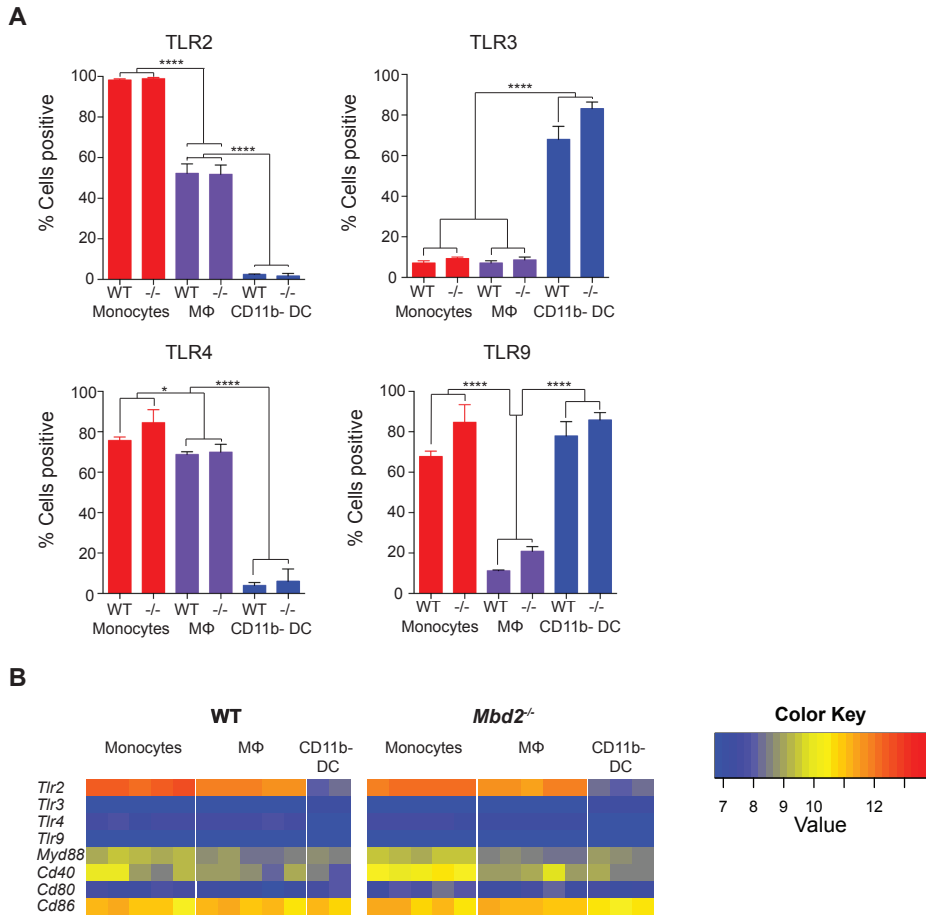 A
TLR2
TLR3
% Cells positive
100
80
60
40
20
0
****
****
WT -/- WT -/- WT -/-
Monocytes MΦ CD11b- DC
% Cells positive
100
80
60
40
20
0
****
WT -/- WT -/- WT -/-
Monocytes MΦ CD11b- DC
TLR4
TLR9
% Cells positive
100
80
60
40
20
0
*
****
WT -/- WT -/- WT -/-
Monocytes MΦ CD11b- DC
% Cells positive
100
80
60
40
20
0
****
****
WT -/- WT -/- WT -/-
Monocytes MΦ CD11b- DC
B
WT
Mbd2-/-
Monocytes MΦ CD11b-
DC
Monocytes MΦ CD11b-
DC
Tlr2
Tlr3
Tlr4
Tlr9
Myd88
Cd40
Cd80
Cd86
Color Key
7 8 9 10 12
Value